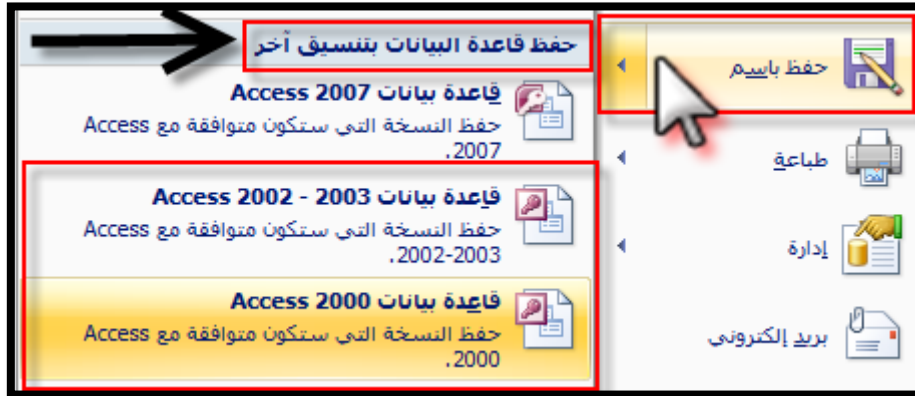 حفظ باسم
طباعة
إدارة
بريد إلكتروني
حفظ قاعدة البيانات بتنسيق آخر
قاعدة بيانات Access 2007
حفظ النسخة التي ستكون متوافقة مع Access
2007.
قاعدة بيانات Access 2002 - 2003
حفظ النسخة التي ستكون متوافقة مع Access
2002-2003.
قاعدة بيانات Access 2000
حفظ النسخة التي ستكون متوافقة مع Access
2000.